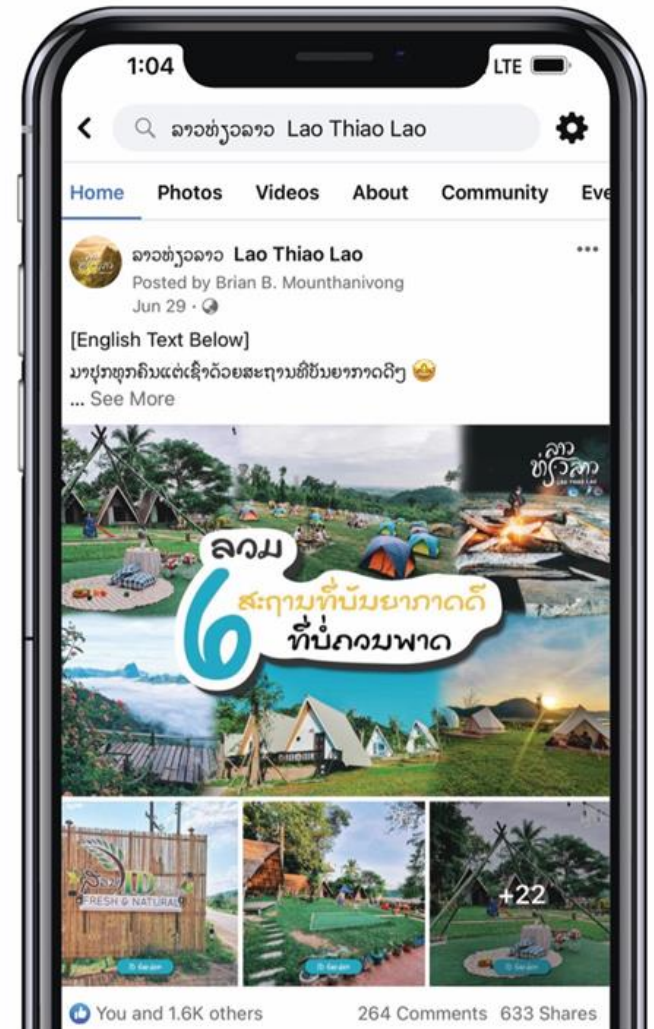 1:04
LTE
ລາວທ່ຽວລາວ Lao Thiao Lao
Home Photos Videos About Community Eve
ລາວທ່ຽວລາວ Lao Thiao Lao
Posted by Brian B. Mounthanivong
Jun 29 ·
[English Text Below]
ມາປຸກທຸກຄົນແຕ່ເຊົ້າດ້ວຍສະຖານທີ່ບັນຍາກາດດີໆ 🤩
... See More
ລາວ
ທ່ຽວລາວ
LAO THIAO LAO
ລວມ
6
ສະຖານທີ່ບັນຍາກາດດີ
ທີ່ບໍ່ຄວນພາດ
FRESH & NATURAL
+22
You and 1.6K others
264 Comments 633 Shares